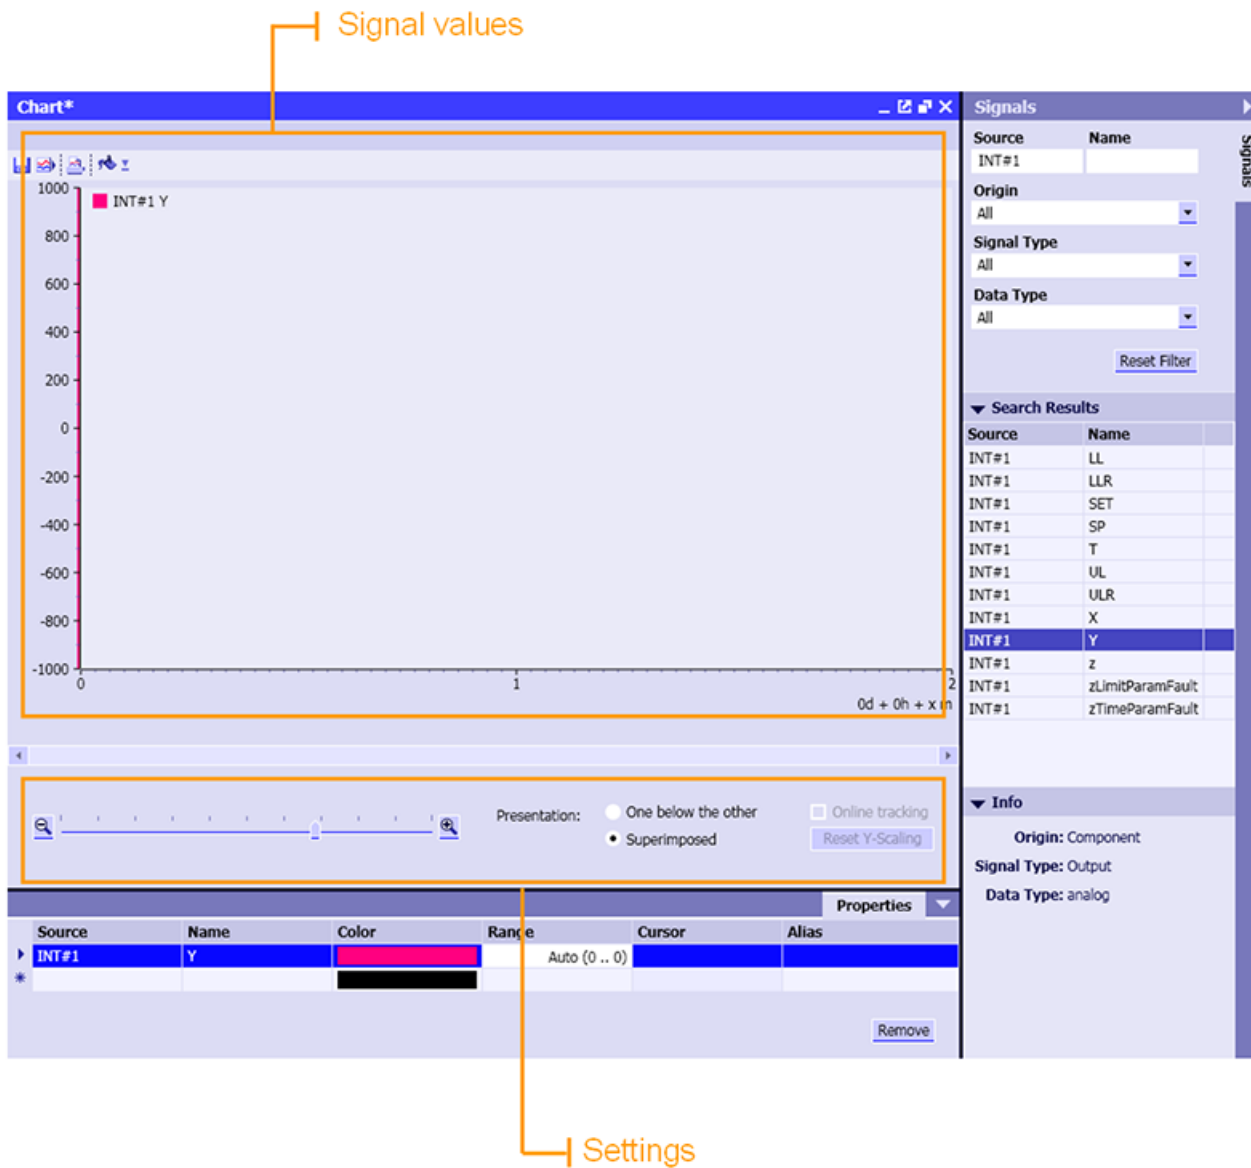 Signal values
Chart*
INT#1 Y
1000
800
600
400
200
0
-200
-400
-600
-800
-1000
0 1 2
0d + 0h + x m
Presentation:
One below the other
Superimposed
Online tracking
Reset Y-Scaling
Properties
Source Name Color Range Cursor Alias
INT#1 Y Auto (0 .. 0)
Remove
Settings
Signals
Signals
Source Name
INT#1
Origin
All
Signal Type
All
Data Type
All
Reset Filter
Search Results
Source Name
INT#1 LL
INT#1 LLR
INT#1 SET
INT#1 SP
INT#1 T
INT#1 UL
INT#1 ULR
INT#1 X
INT#1 Y
INT#1 z
INT#1 zLimitParamFault
INT#1 zTimeParamFault
Info
Origin: Component
Signal Type: Output
Data Type: analog